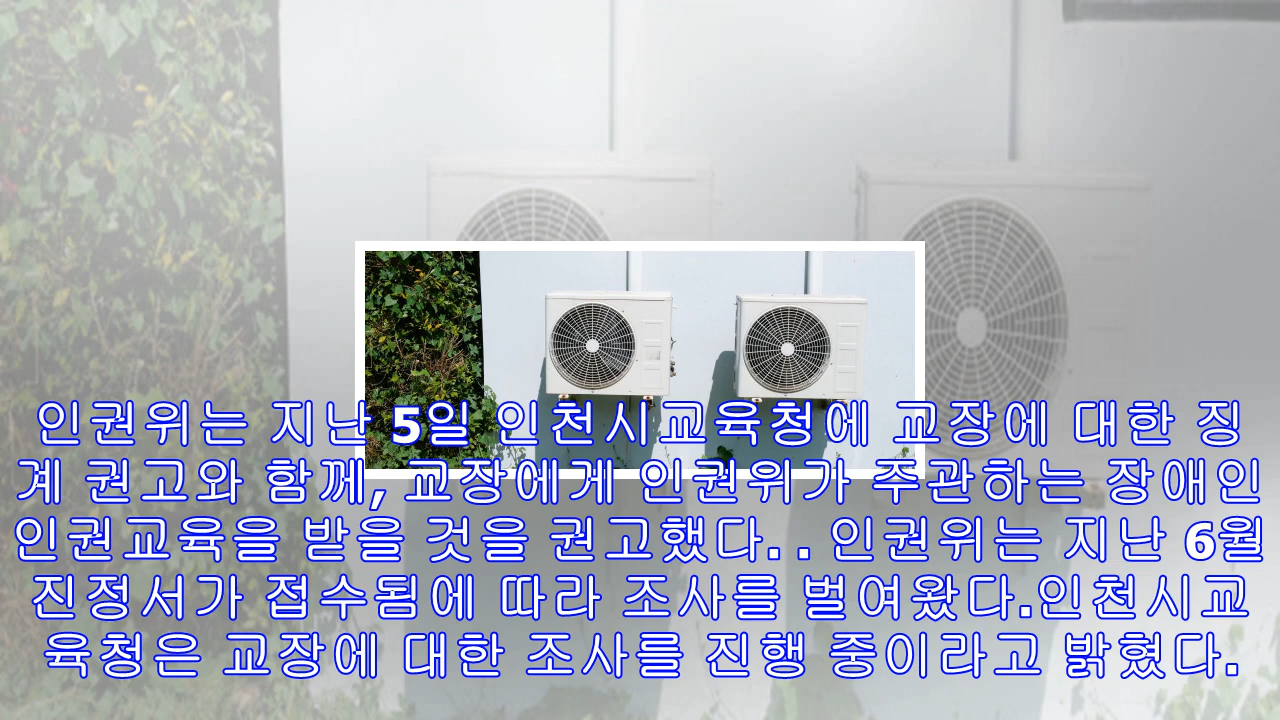 인권위는 지난 5일 인천시교육청에 교장에 대한 징
계 권고와 함께, 교장에게 인권위가 주관하는 장애인
인권교육을 받을 것을 권고했다. . 인권위는 지난 6월
진정서가 접수됨에 따라 조사를 벌여왔다.인천시교
육청은 교장에 대한 조사를 진행 중이라고 밝혔다.